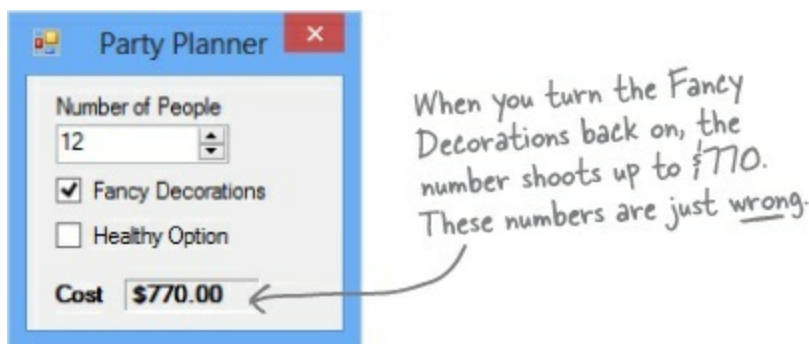 Party Planner
Number of People
12
Fancy Decorations
Healthy Option
Cost $770.00
When you turn the Fancy
Decorations back on, the
number shoots up to $770.
These numbers are just wrong.